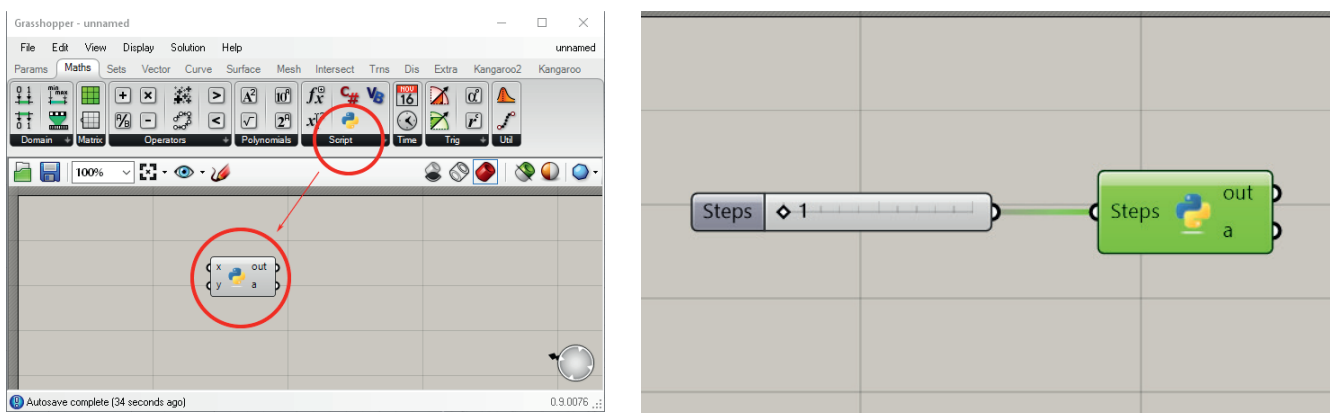 Grasshopper - unnamed
File Edit View Display Solution Help unnamed
Params Maths Sets Vector Curve Surface Mesh Intersect Trns Dis Extra Kangaroo2 Kangaroo
Domain Matrix Operators Polynomials Script Time Trig Util
100%
x out
y a
Autosave complete (34 seconds ago) 0.9.0076
Steps 1
Steps out
a